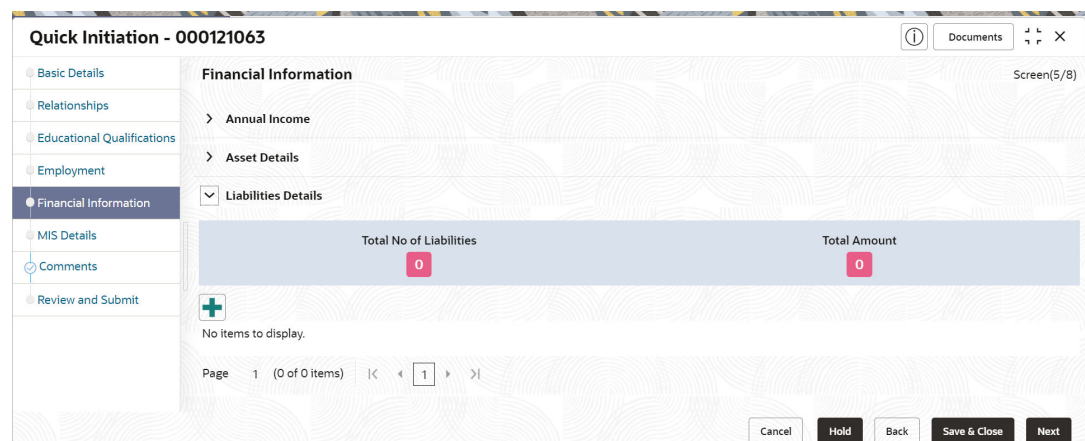 Quick Initiation - 000121063
Documents
Basic Details
Relationships
Educational Qualifications
Employment
Financial Information
MIS Details
Comments
Review and Submit
Financial Information
Screen(5/8)
Annual Income
Asset Details
Liabilities Details
Total No of Liabilities Total Amount
0 0
No items to display.
Page 1 (0 of 0 items) 1
Cancel Hold Back Save & Close Next